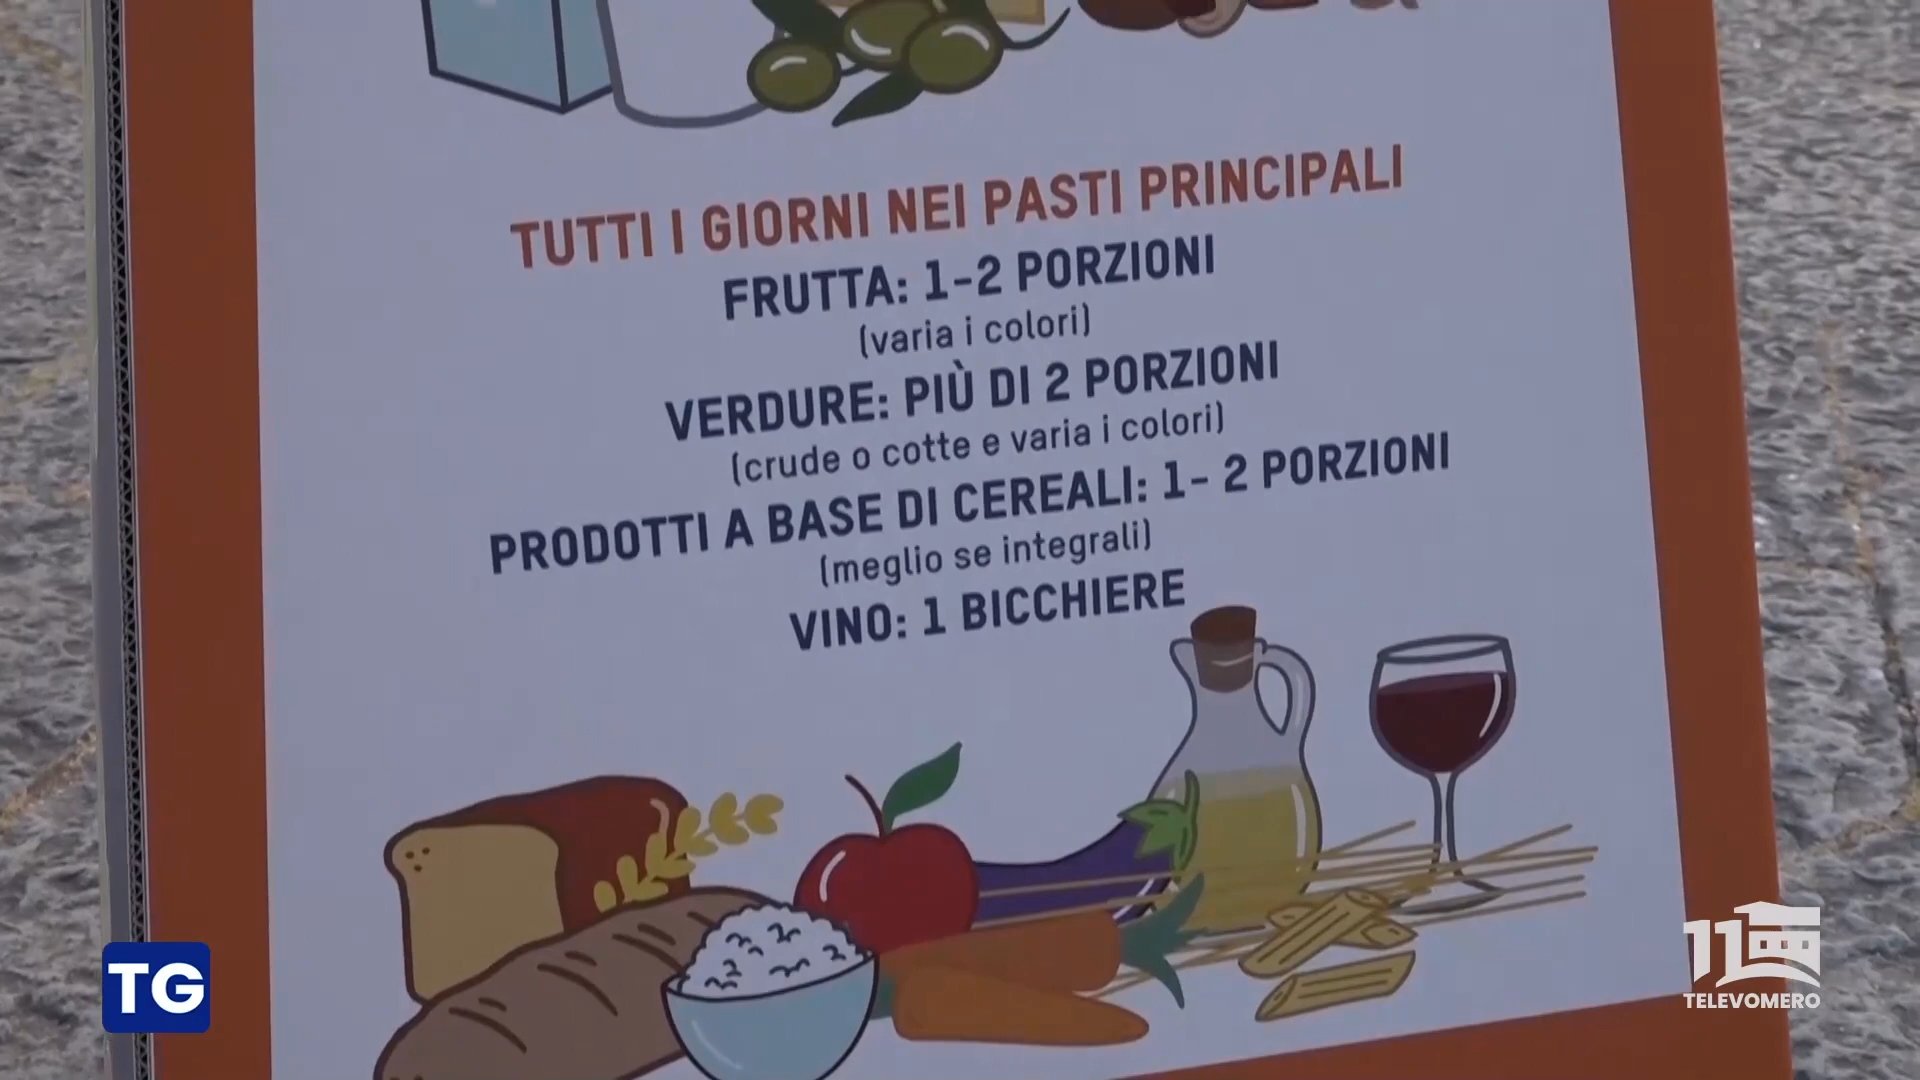 TUTTI I GIORNI NEI PASTI PRINCIPALI
FRUTTA: 1-2 PORZIONI
(varia i colori)
VERDURE: PIÙ DI 2 PORZIONI
(crude o cotte e varia i colori)
PRODOTTI A BASE DI CEREALI: 1- 2 PORZIONI
(meglio se integrali)
VINO: 1 BICCHIERE
TG
11
TELEVOMERO